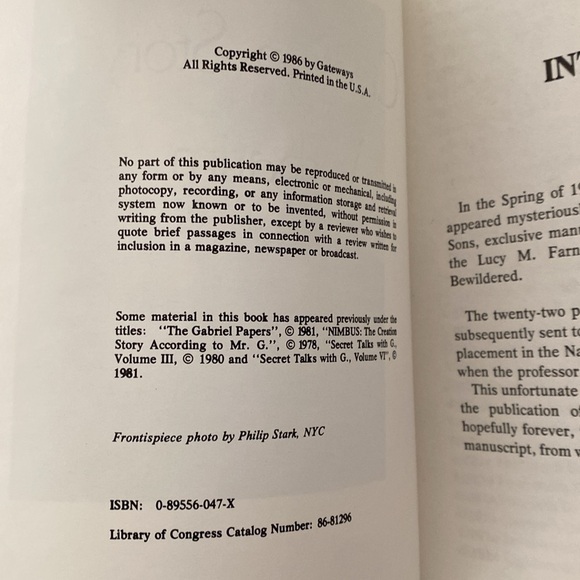 Copyright © 1986 by Gateways
All Rights Reserved. Printed in the U.S.A.
No part of this publication may be reproduced or transmitted in
any form or by any means, electronic or mechanical, including
photocopy, recording, or any information storage and retrieval
system now known or to be invented, without permission in
writing from the publisher, except by a reviewer who wishes to
quote brief passages in connection with a review written for
inclusion in a magazine, newspaper or broadcast.
Some material in this book has appeared previously under the
titles: "The Gabriel Papers", © 1981, "NIMBUS: The Creation
Story According to Mr. G.", © 1978, "Secret Talks with G.,
Volume III, © 1980 and "Secret Talks with G., Volume VI", ©
1981.
Frontispiece photo by Philip Stark, NYC
ISBN: 0-89556-047-X
Library of Congress Catalog Number: 86-81296
INT
In the Spring of 19
appeared mysterious
Sons, exclusive man
the Lucy M. Farn
Bewildered.
The twenty-two p
subsequently sent to
placement in the Na
when the professor
This unfortunate
the publication of
hopefully forever,
manuscript, from w